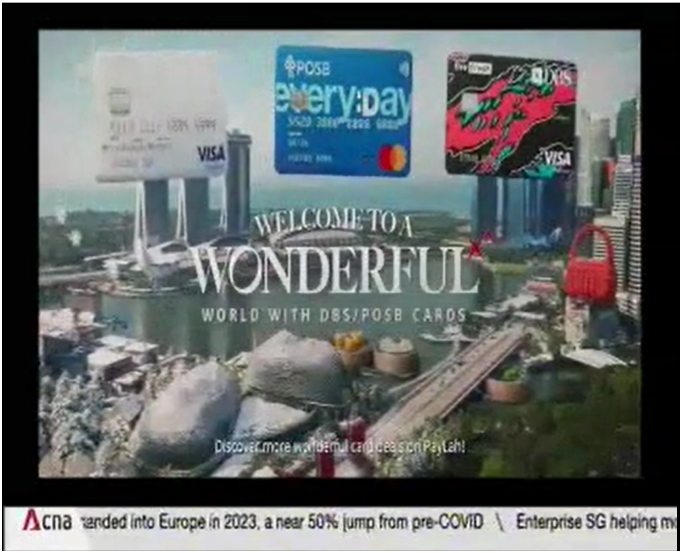 VISA
POSB
every:Day
DBS
VISA
WELCOME TO A
WONDERFUL
WORLD WITH DBS/POSB CARDS
Discover more wonderful card deals on PayLah!
cna anded into Europe in 2023, a near 50% jump from pre-COVID \ Enterprise SG helping